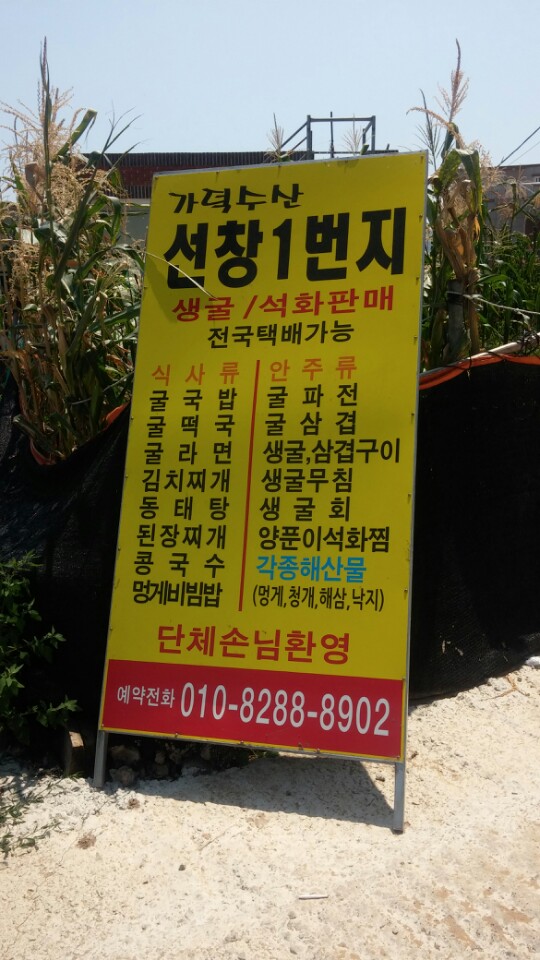 가덕수산
선창1번지
생굴/석화판매
전국택배가능
식사류
굴국밥
굴떡국
굴라면
김치찌개
동태탕
된장찌개
콩국수
멍게비빔밥
안주류
굴파전
굴삼겹
생굴,삼겹구이
생굴무침
생굴회
양푼이석화찜
각종해산물
(멍게,청개,해삼,낙지)
단체손님환영
예약전화 010-8288-8902